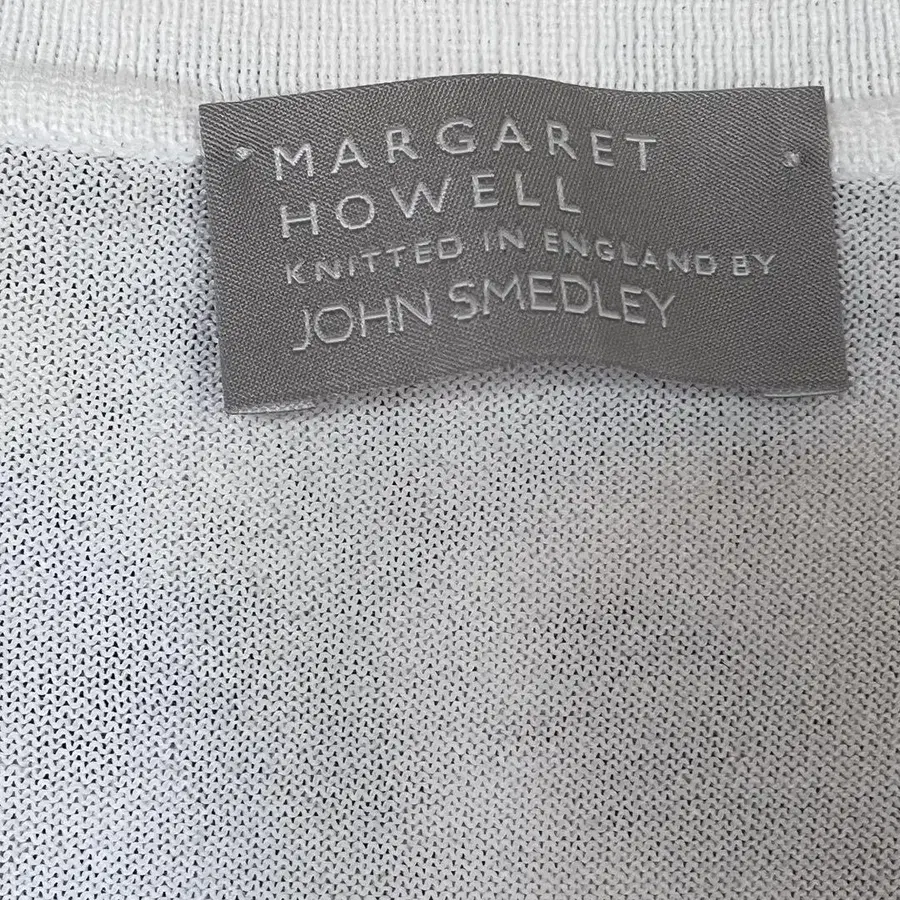 MARGARET
HOWELL
KNITTED IN ENGLAND BY
JOHN SMEDLEY